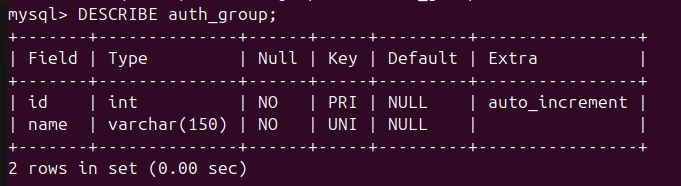 mysql> DESCRIBE auth_group;
+-------+--------------+------+-----+---------+----------------+
| Field | Type         | Null | Key | Default | Extra          |
+-------+--------------+------+-----+---------+----------------+
| id    | int          | NO   | PRI | NULL    | auto_increment |
| name  | varchar(150) | NO   | UNI | NULL    |                |
+-------+--------------+------+-----+---------+----------------+
2 rows in set (0.00 sec)